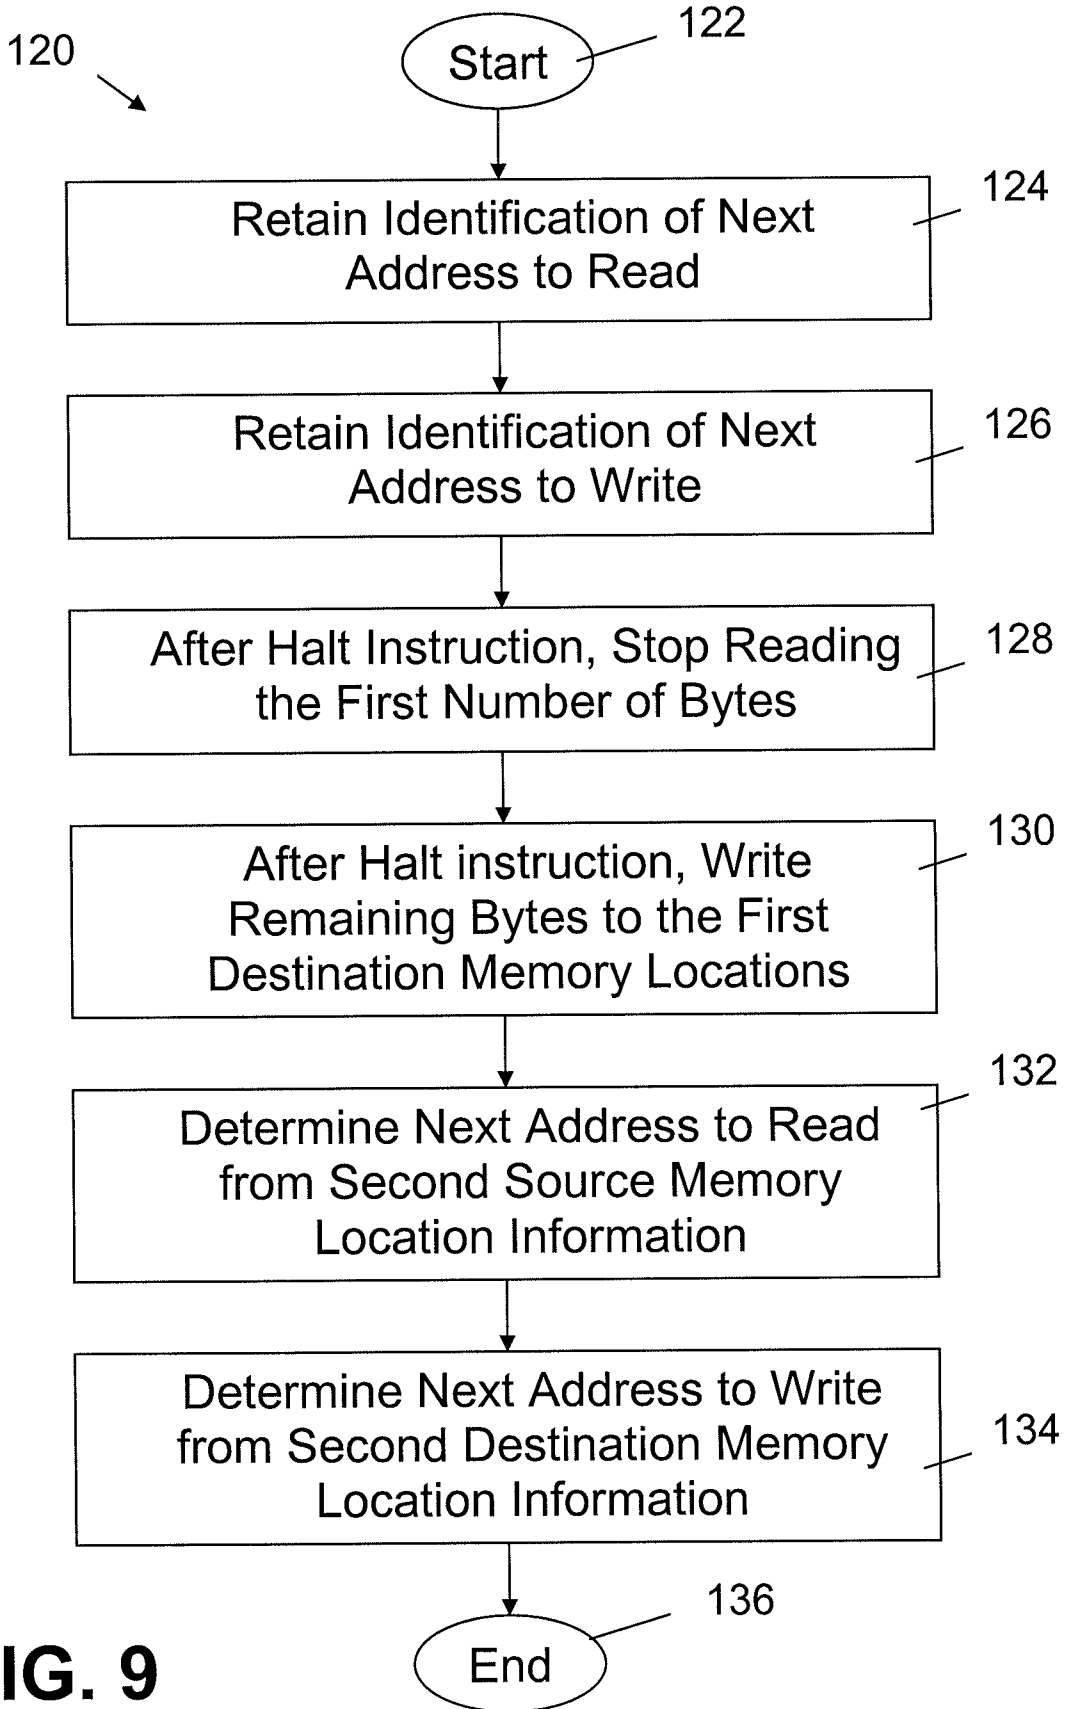 120
Start
122
Retain Identification of Next
Address to Read
124
Retain Identification of Next
Address to Write
126
After Halt Instruction, Stop Reading
the First Number of Bytes
128
After Halt instruction, Write
Remaining Bytes to the First
Destination Memory Locations
130
Determine Next Address to Read
from Second Source Memory
Location Information
132
Determine Next Address to Write
from Second Destination Memory
Location Information
134
End
136
IG. 9